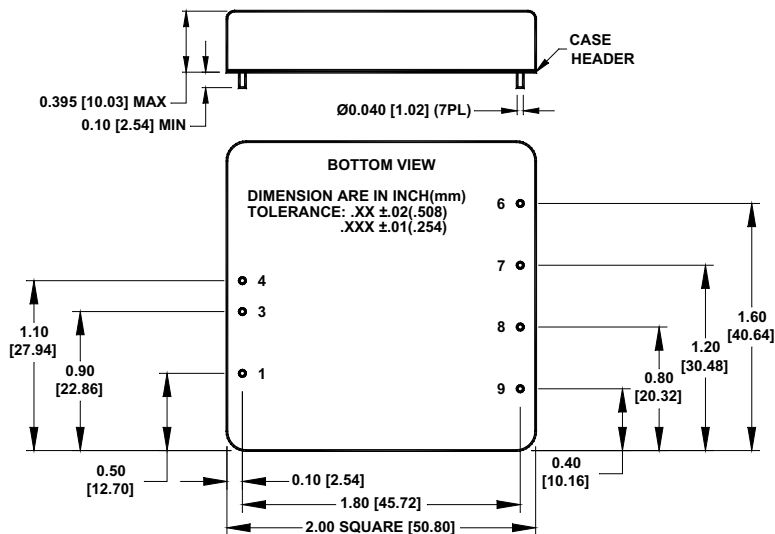 CASE
HEADER
0.395 [10.03] MAX
0.10 [2.54] MIN
Ø0.040 [1.02] (7PL)
BOTTOM VIEW
DIMENSION ARE IN INCH(mm)
TOLERANCE: .XX ±.02(.508)
.XXX ±.01(.254)
6
7
4
3
8
1
9
1.10
[27.94]
0.90
[22.86]
1.60
[40.64]
1.20
[30.48]
0.80
[20.32]
0.50
[12.70]
0.40
[10.16]
0.10 [2.54]
1.80 [45.72]
2.00 SQUARE [50.80]